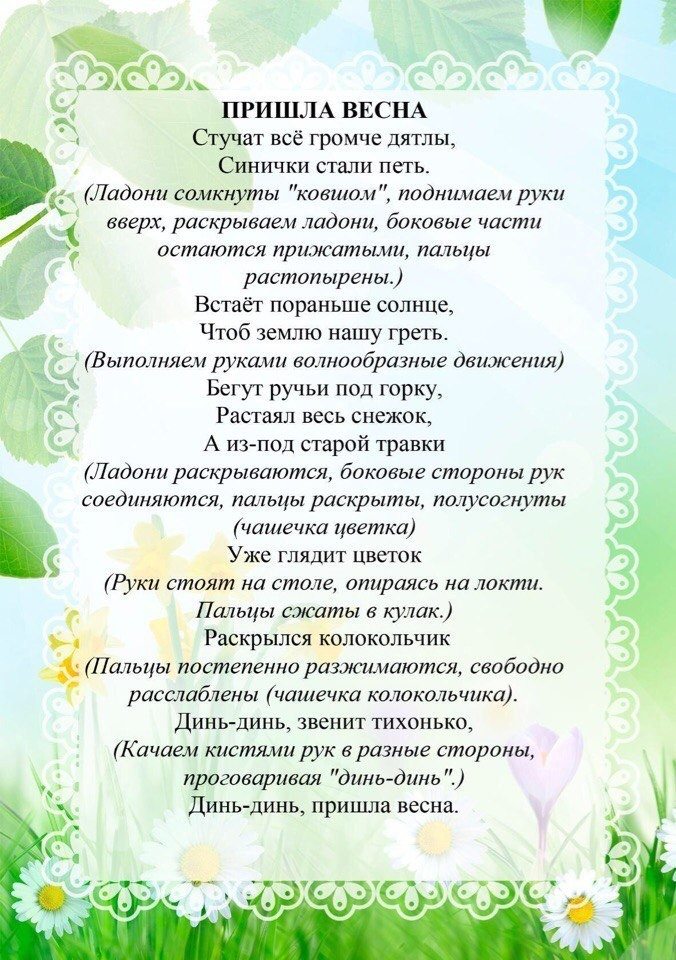 ПРИШЛА ВЕСНА
Стучат всё громче дятлы,
Синички стали петь.
(Ладони сомкнуты "ковшом", поднимаем руки
вверх, раскрываем ладони, боковые части
остаются прижатыми, пальцы
растопырены.)
Встаёт пораньше солнце,
Чтоб землю нашу греть.
(Выполняем руками волнообразные движения)
Бегут ручьи под горку,
Растаял весь снежок,
А из-под старой травки
(Ладони раскрываются, боковые стороны рук
соединяются, пальцы раскрыты, полусогнуты
(чашечка цветка)
Уже глядит цветок
(Руки стоят на столе, опираясь на локти.
Пальцы сжаты в кулак.)
Раскрылся колокольчик
(Пальцы постепенно разжимаются, свободно
расслаблены (чашечка колокольчика).
Динь-динь, звенит тихонько,
(Качаем кистями рук в разные стороны,
проговаривая "динь-динь".)
Динь-динь, пришла весна.